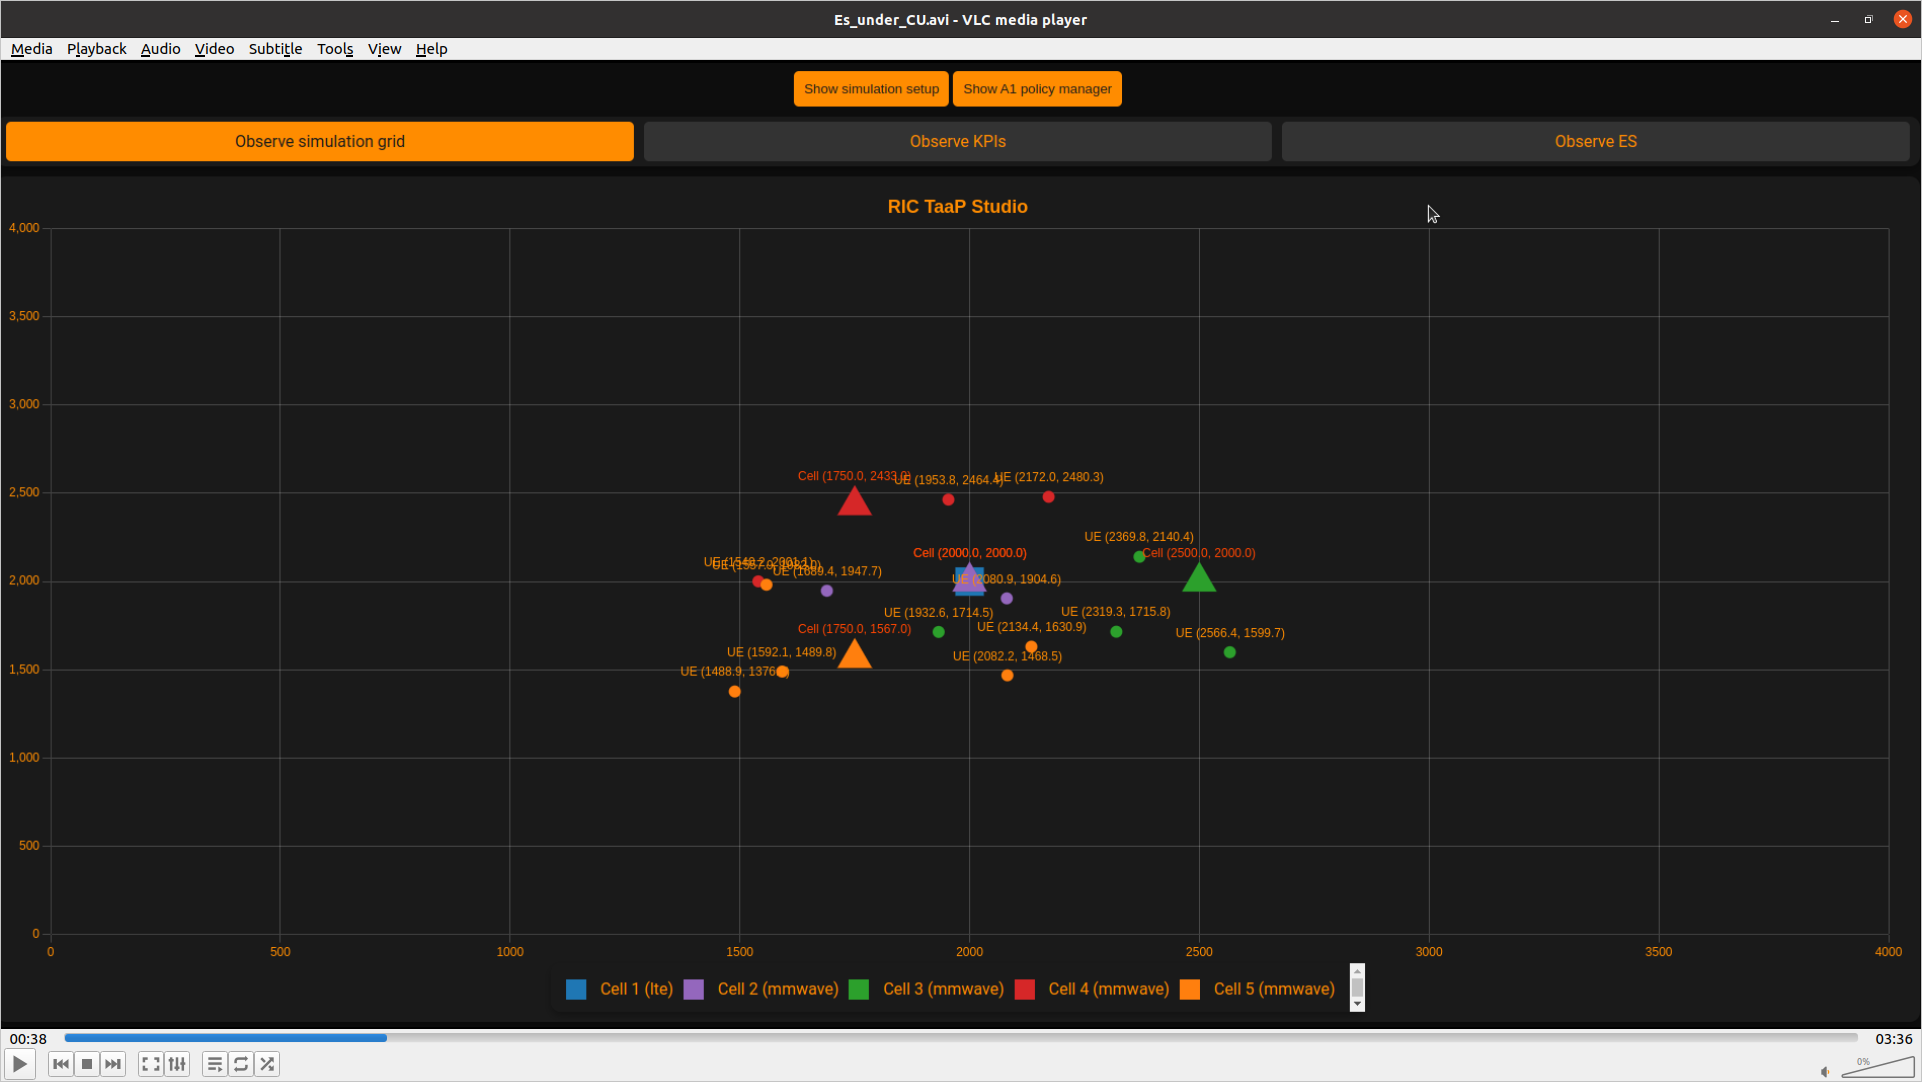 Es_under_CU.avi - VLC media player
Media Playback Audio Video Subtitle Tools View Help
Show simulation setup Show A1 policy manager
Observe simulation grid Observe KPIs Observe ES
RIC TaaP Studio
4,000
3,500
3,000
2,500
2,000
1,500
1,000
500
0
Cell (1750.0, 2433.0)
UE (1953.8, 2464.4)
UE (2172.0, 2480.3)
UE (2369.8, 2140.4)
Cell (2000.0, 2000.0)
Cell (2500.0, 2000.0)
UE (1689.4, 1947.7)
UE (2080.9, 1904.6)
UE (1932.6, 1714.5)
UE (2319.3, 1715.8)
Cell (1750.0, 1567.0)
UE (2134.4, 1630.9)
UE (2566.4, 1599.7)
UE (1592.1, 1489.8)
UE (2082.2, 1468.5)
UE (1488.9, 1376
0 500 1000 1500 2000 2500 3000 3500 4000
Cell 1 (lte) Cell 2 (mmwave) Cell 3 (mmwave) Cell 4 (mmwave) Cell 5 (mmwave)
00:38 03:36
0%